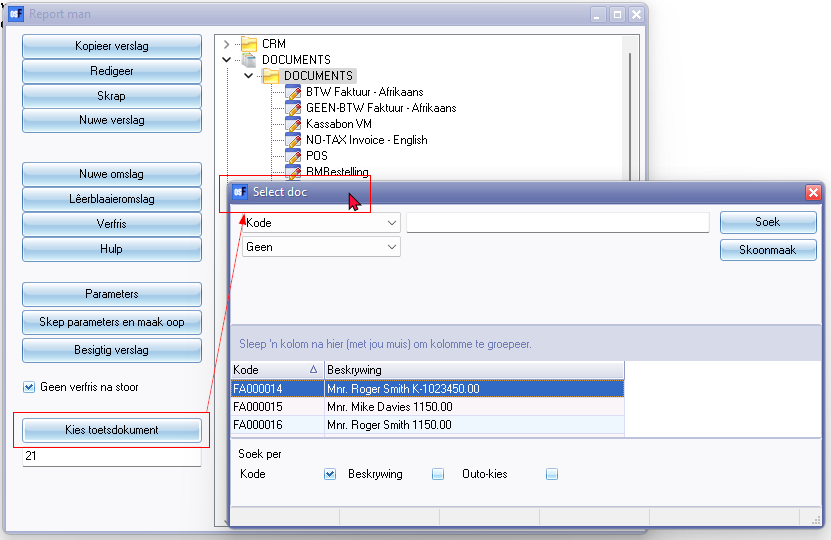 Report man
Kopieer verslag
Redigeer
Skrap
Nuwe verslag
Nuwe omslag
Lêerblaaieromslag
Verfris
Hulp
Parameters
Skep parameters en maak oop
Besigtig verslag
Geen verfris na stoor
Kies toetsdokument
21
CRM
DOCUMENTS
DOCUMENTS
BTW Faktuur - Afrikaans
GEEN-BTW Faktuur - Afrikaans
Kassabon VM
NO-TAX Invoice - English
POS
RMBestelling
Select doc
Kode
Soek
Geen
Skoonmaak
Sleep 'n kolom na hier (met jou muis) om kolomme te groepeer.
Kode Beskrywing
FA000014 Mnr. Roger Smith K-1023450.00
FA000015 Mnr. Mike Davies 1150.00
FA000016 Mnr. Roger Smith 1150.00
Soek per
Kode Beskrywing Outo-kies